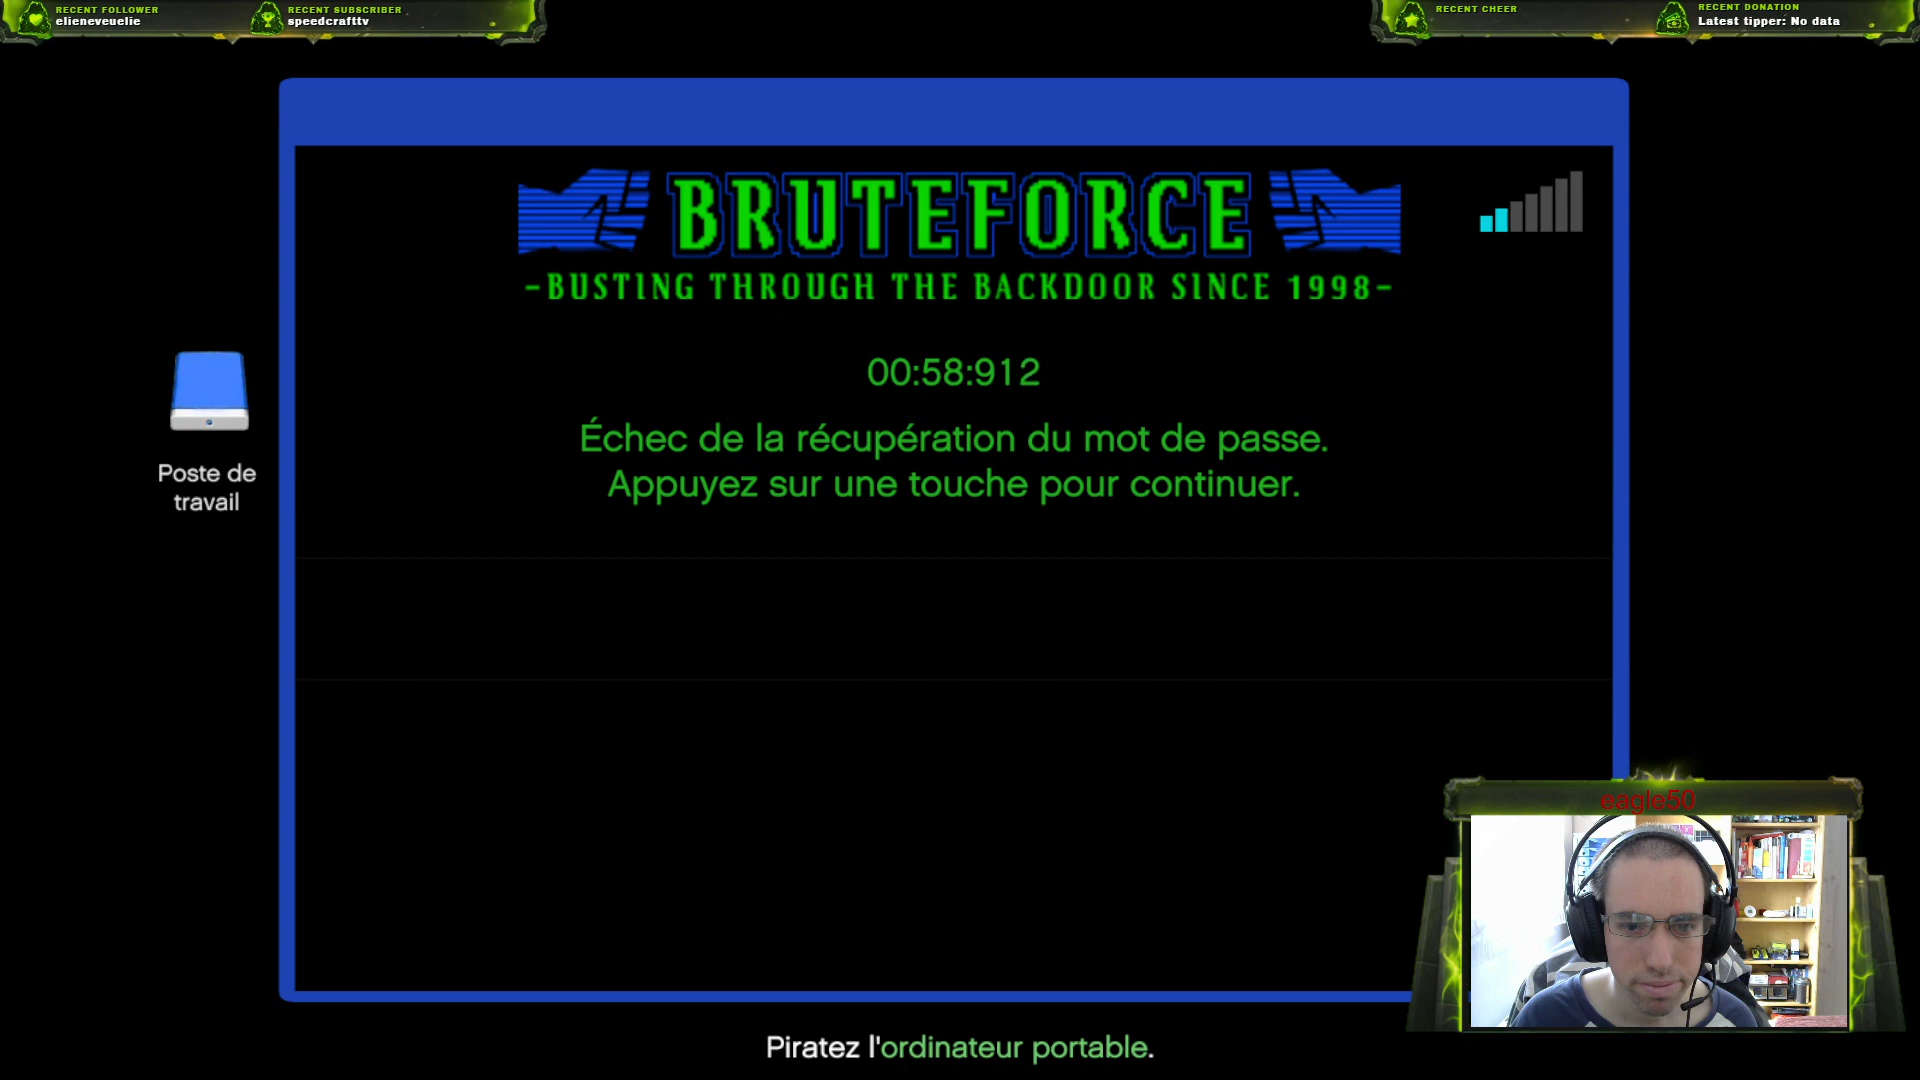 RECENT FOLLOWER
elieneveuelie
RECENT SUBSCRIBER
speedcrafttv
RECENT CHEER
RECENT DONATION
Latest tipper: No data
BRUTEFORCE
-BUSTING THROUGH THE BACKDOOR SINCE 1998-
00:58:912
Échec de la récupération du mot de passe.
Appuyez sur une touche pour continuer.
Poste de
travail
eagle50
Piratez l'ordinateur portable.